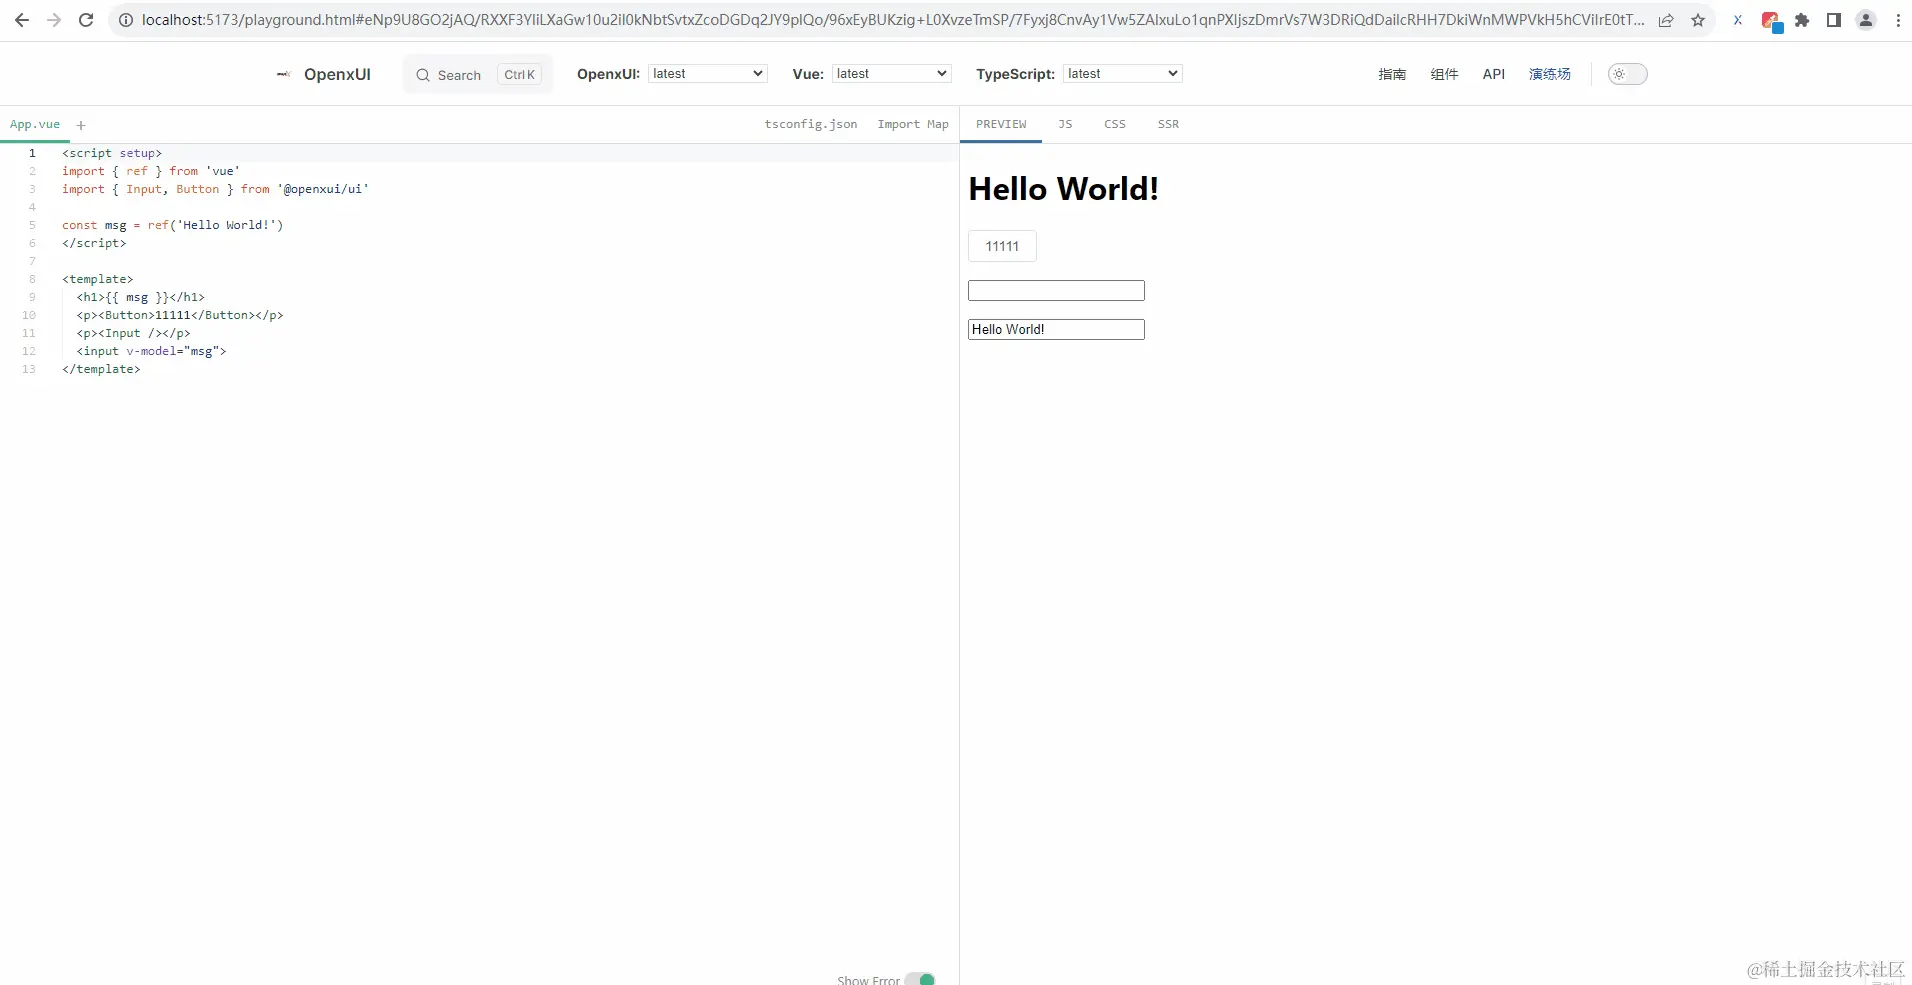 localhost:5173/playground.html#eNp9U8GO2jAQ/RXXF3YliLXaGw10u2il0kNbtSvtxZcoDGDq2JY9plQo/96xEyBUKzig+L0XvzeTmSP/7Fyxj8CnvAy1Vw5ZAIxuLo1qnPXIjszDmrVs7W3DRiQdDailcRHH7DkiWnMWPVkH5hCVilrE0tT...
OpenxUI
Search Ctrl K
OpenxUI: latest
Vue: latest
TypeScript: latest
指南 组件 API 演练场
App.vue +
tsconfig.json Import Map
PREVIEW JS CSS SSR
1 <script setup>
2 import { ref } from 'vue'
3 import { Input, Button } from '@openxui/ui'
4
5 const msg = ref('Hello World!')
6 </script>
7
8 <template>
9 <h1>{{ msg }}</h1>
10 <p><Button>11111</Button></p>
11 <p><Input /></p>
12 <input v-model="msg">
13 </template>
Hello World!
11111
Hello World!
Show Error
@稀土掘金技术社区